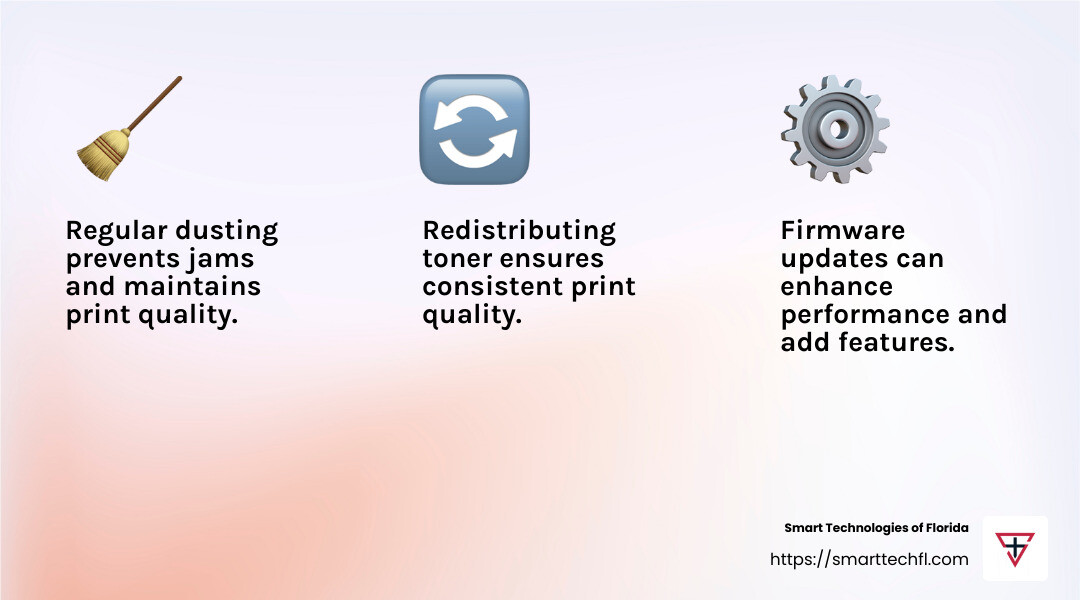 Regular dusting
prevents jams
and maintains
print quality.
Redistributing
toner ensures
consistent print
quality.
Firmware
updates can
enhance
performance and
add features.
Smart Technologies of Florida
https://smarttechfl.com